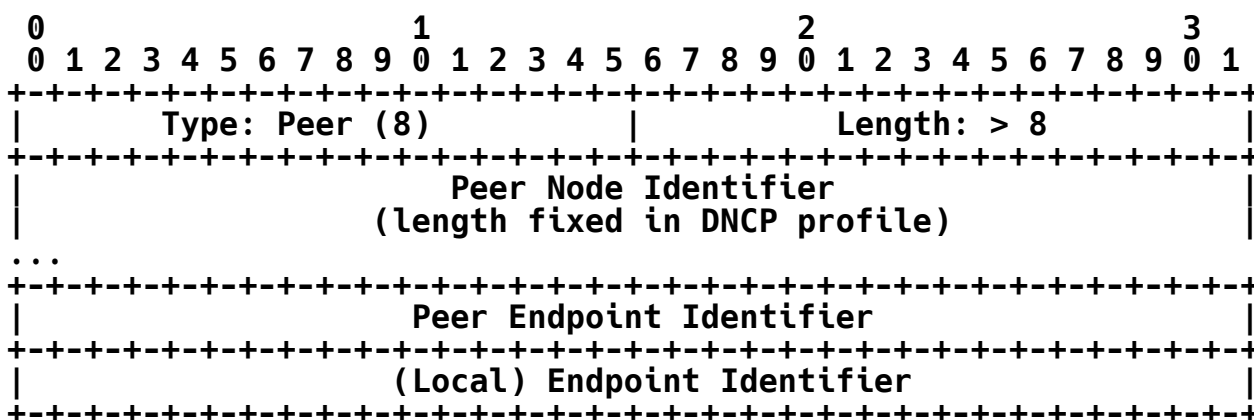 0                   1                   2                   3
 0 1 2 3 4 5 6 7 8 9 0 1 2 3 4 5 6 7 8 9 0 1 2 3 4 5 6 7 8 9 0 1
+-+-+-+-+-+-+-+-+-+-+-+-+-+-+-+-+-+-+-+-+-+-+-+-+-+-+-+-+-+-+-+-+
|       Type: Peer (8)          |          Length: > 8          |
+-+-+-+-+-+-+-+-+-+-+-+-+-+-+-+-+-+-+-+-+-+-+-+-+-+-+-+-+-+-+-+-+
|                      Peer Node Identifier                     |
|                  (length fixed in DNCP profile)               |
...
+-+-+-+-+-+-+-+-+-+-+-+-+-+-+-+-+-+-+-+-+-+-+-+-+-+-+-+-+-+-+-+-+
|                    Peer Endpoint Identifier                   |
+-+-+-+-+-+-+-+-+-+-+-+-+-+-+-+-+-+-+-+-+-+-+-+-+-+-+-+-+-+-+-+-+
|                   (Local) Endpoint Identifier                 |
+-+-+-+-+-+-+-+-+-+-+-+-+-+-+-+-+-+-+-+-+-+-+-+-+-+-+-+-+-+-+-+-+